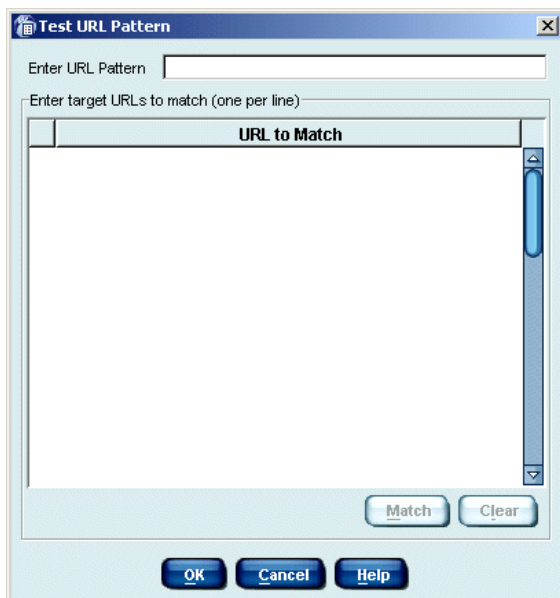 Test URL Pattern
Enter URL Pattern
Enter target URLs to match (one per line)
URL to Match
Match Clear
OK Cancel Help